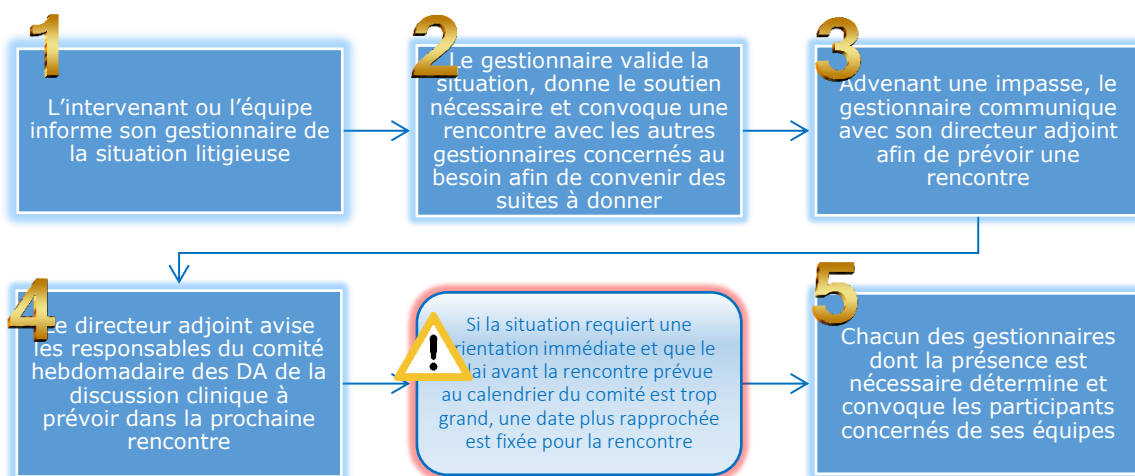 1
L'intervenant ou l'équipe
informe son gestionnaire de
la situation litigieuse
2
Le gestionnaire valide la
situation, donne le soutien
nécessaire et convoque une
rencontre avec les autres
gestionnaires concernés au
besoin afin de convenir des
suites à donner
3
Advenant une impasse, le
gestionnaire communique
avec son directeur adjoint
afin de prévoir une
rencontre
4
Le directeur adjoint avise
les responsables du comité
hebdomadaire des DA de la
discussion clinique à
prévoir dans la prochaine
rencontre
!
Si la situation requiert une
orientation immédiate et que le
délai avant la rencontre prévue
au calendrier du comité est trop
grand, une date plus rapprochée
est fixée pour la rencontre
5
Chacun des gestionnaires
dont la présence est
nécessaire détermine et
convoque les participants
concernés de ses équipes